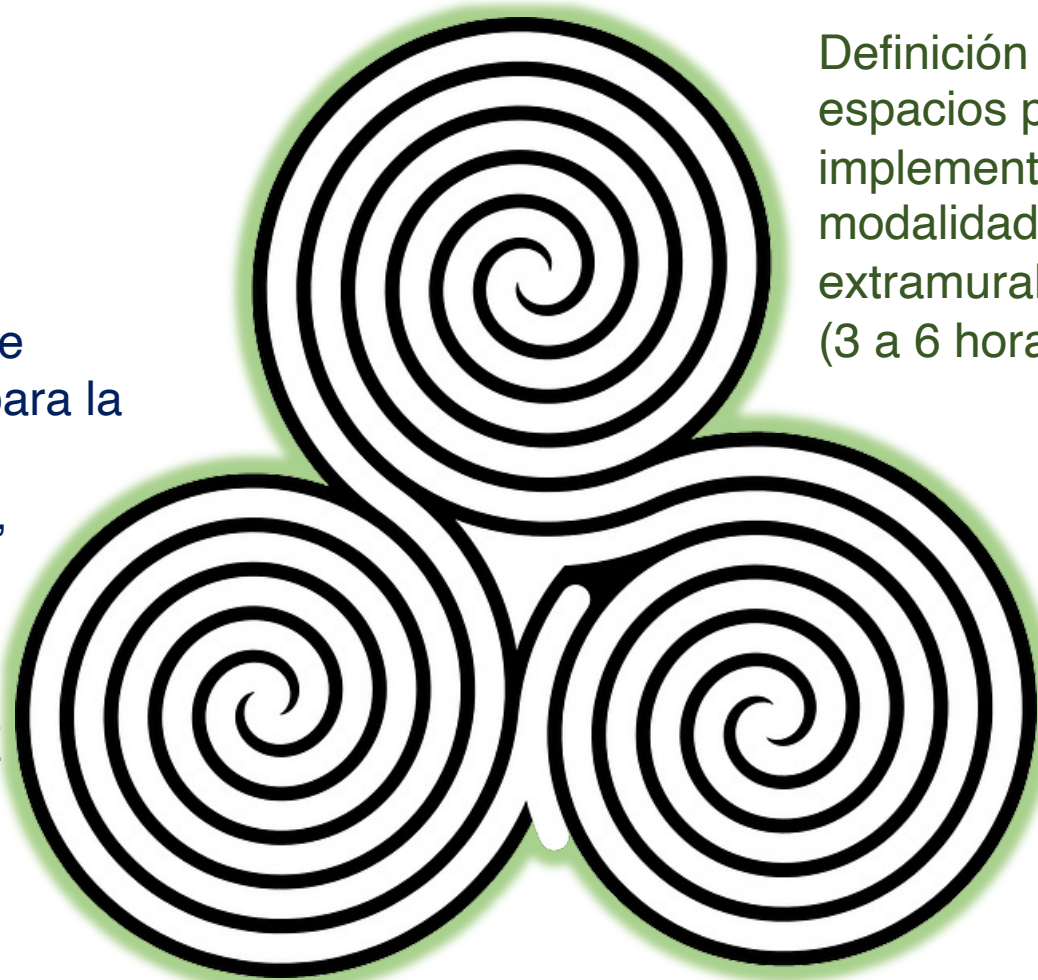 Definición
espacios
implement
modalidad
extramural
(3 a 6 hora
e
para la
,